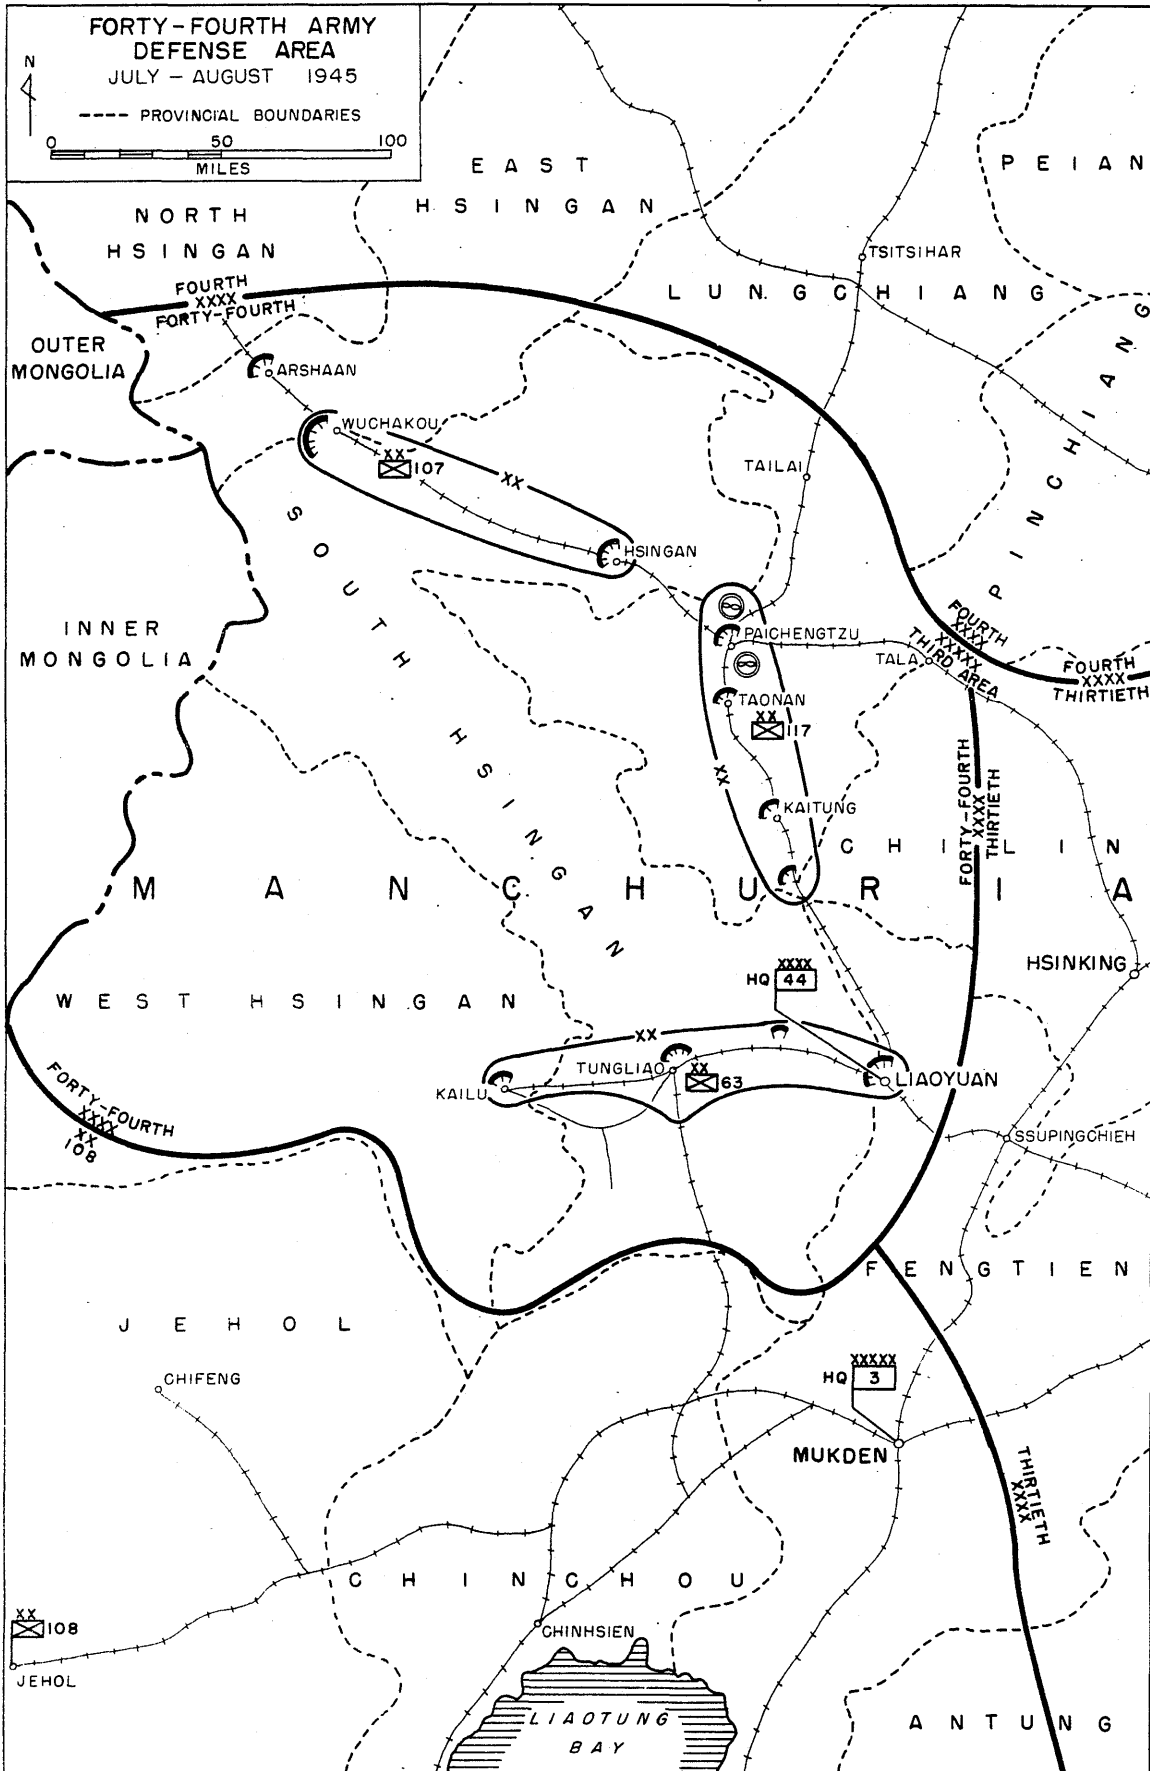 FORTY-FOURTH ARMY
DEFENSE AREA
JULY - AUGUST 1945
N
PROVINCIAL BOUNDARIES
0 50 100
MILES
EAST
HSINGAN
PEIAN
NORTH
HSINGAN
TSITSIHAR
LUNGCHIANG
FOURTH
XXXX
FORTY-FOURTH
OUTER
MONGOLIA
ARSHAAN
PINCHIANG
WUCHAKOU
XX
107
XX
TAILAI
HSINGAN
SOUTH HSINGAN
INNER
MONGOLIA
PAICHENGTZU
TALA
FOURTH
XXXX
XXXXX
THIRD AREA
FOURTH
XXXX
THIRTIETH
TAONAN
XX
117
XX
KAITUNG
FORTY-FOURTH
XXXX
THIRTIETH
CHILIN
MANCHURIA
HSINKING
XXXX
HQ 44
WEST HSINGAN
XX
TUNGLIAO
XX
63
KAILU
LIAOYUAN
FORTY-FOURTH
XXXX
XX
108
SSUPINGCHIEH
FENGTIEN
JEHOL
CHIFENG
XXXXX
HQ 3
MUKDEN
THIRTIETH
XXXX
CHINCHOU
XX
108
JEHOL
CHINHSIEN
LIAOTUNG
BAY
ANTUNG